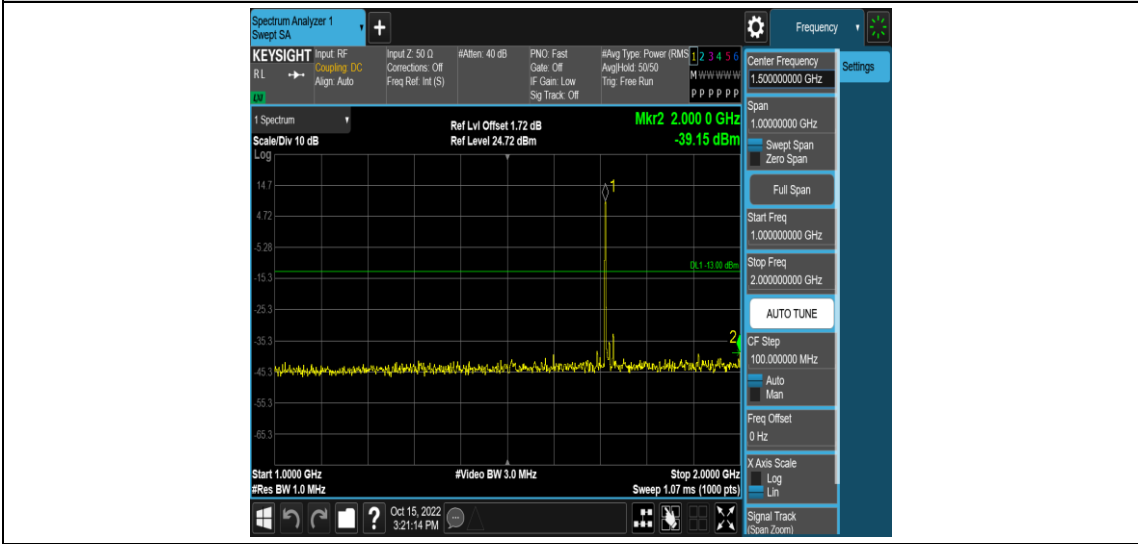 Spectrum Analyzer 1
Swept SA
+
Frequency
KEYSIGHT
RL
LNI
Input: RF
Coupling: DC
Align: Auto
Input Z: 50 Ω
Corrections: Off
Freq Ref: Int (S)
#Atten: 40 dB
PNO: Fast
Gate: Off
IF Gain: Low
Sig Track: Off
#Avg Type: Power (RMS
Avg|Hold: 50/50
Trig: Free Run
1 2 3 4 5 6
M W W W W W
P P P P P P
1 Spectrum
Scale/Div 10 dB
Log
Ref Lvl Offset 1.72 dB
Ref Level 24.72 dBm
Mkr2 2.000 0 GHz
-39.15 dBm
14.7
4.72
-5.28
-15.3
-25.3
-35.3
-45.3
-55.3
-65.3
1
DL1 -13.00 dBm
2
Start 1.0000 GHz
#Res BW 1.0 MHz
#Video BW 3.0 MHz
Stop 2.0000 GHz
Sweep 1.07 ms (1000 pts)
?
Oct 15, 2022
3:21:14 PM
Center Frequency
1.500000000 GHz
Settings
Span
1.00000000 GHz
Swept Span
Zero Span
Full Span
Start Freq
1.000000000 GHz
Stop Freq
2.000000000 GHz
AUTO TUNE
CF Step
100.000000 MHz
Auto
Man
Freq Offset
0 Hz
X Axis Scale
Log
Lin
Signal Track
(Span Zoom)